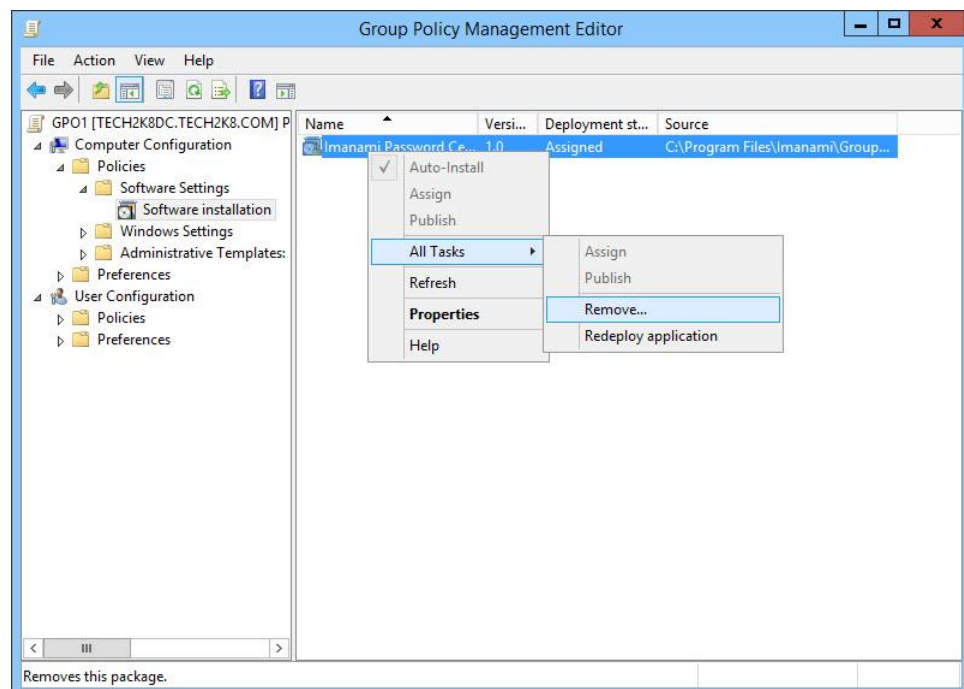 Group Policy Management Editor
File Action View Help
GPO1 [TECH2K8DC.TECH2K8.COM] P
Computer Configuration
Policies
Software Settings
Software installation
Windows Settings
Administrative Templates:
Preferences
User Configuration
Policies
Preferences
Name Versi... Deployment st... Source
Imanami Password Ce... 1.0 Assigned C:\Program Files\Imanami\Group...
Auto-Install
Assign
Publish
All Tasks
Refresh
Properties
Help
Assign
Publish
Remove...
Redeploy application
Removes this package.